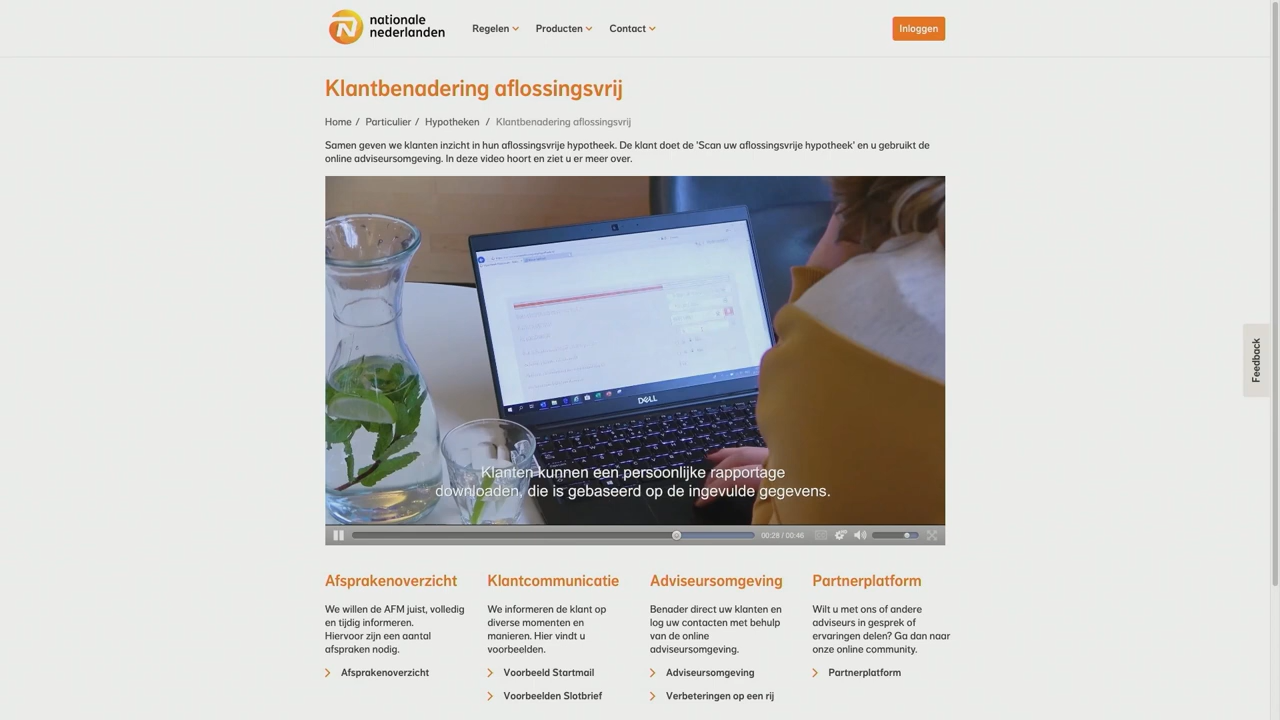 nationale
nederlanden
Regelen
Producten
Contact
Inloggen
Klantbenadering aflossingsvrij
Home / Particulier / Hypotheken / Klantbenadering aflossingsvrij
Samen geven we klanten inzicht in hun aflossingsvrije hypotheek. De klant doet de 'Scan uw aflossingsvrije hypotheek' en u gebruikt de
online adviseursomgeving. In deze video hoort en ziet u er meer over.
DELL
Klanten kunnen een persoonlijke rapportage
downloaden, die is gebaseerd op de ingevulde gegevens.
00:28 / 00:46
Feedback
Afsprakenoverzicht
We willen de AFM juist, volledig
en tijdig informeren.
Hiervoor zijn een aantal
afspraken nodig.
Afsprakenoverzicht
Klantcommunicatie
We informeren de klant op
diverse momenten en
manieren. Hier vindt u
voorbeelden.
Voorbeeld Startmail
Voorbeelden Slotbrief
Adviseursomgeving
Benader direct uw klanten en
log uw contacten met behulp
van de online
adviseursomgeving.
Adviseursomgeving
Verbeteringen op een rij
Partnerplatform
Wilt u met ons of andere
adviseurs in gesprek of
ervaringen delen? Ga dan naar
onze online community.
Partnerplatform